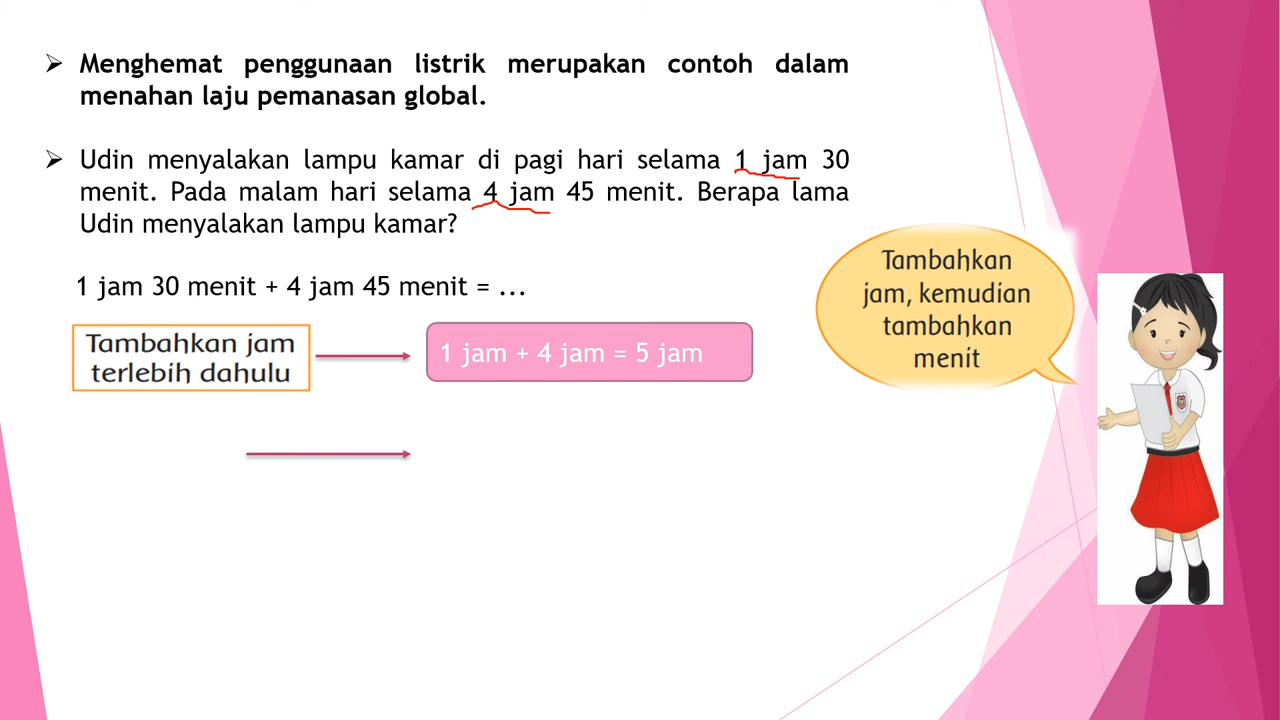 Menghemat penggunaan listrik merupakan contoh dalam
menahan laju pemanasan global.
Udin menyalakan lampu kamar di pagi hari selama 1 jam 30
menit. Pada malam hari selama 4 jam 45 menit. Berapa lama
Udin menyalakan lampu kamar?
1 jam 30 menit + 4 jam 45 menit = ...
Tambahkan jam
terlebih dahulu
1 jam + 4 jam = 5 jam
Tambahkan
jam, kemudian
tambahkan
menit